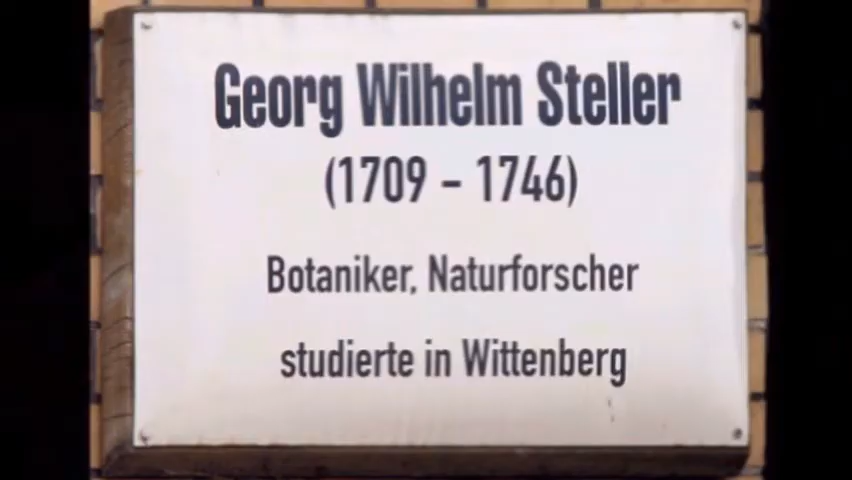 Georg Wilhelm Steller
(1709 - 1746)
Botaniker, Naturforscher
studierte in Wittenberg